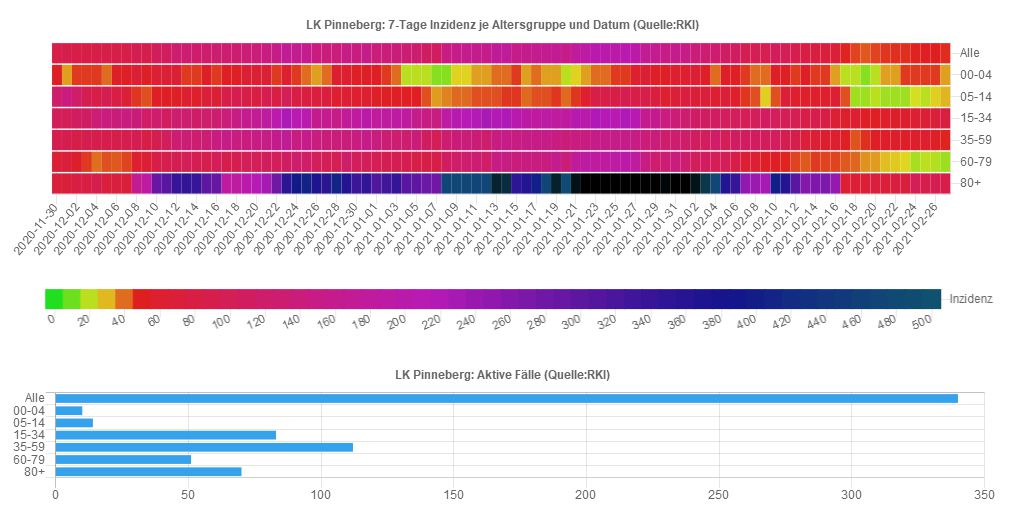 LK Pinneberg: 7-Tage Inzidenz je Altersgruppe und Datum (Quelle:RKI)
Alle
00-04
05-14
15-34
35-59
60-79
80+
2020-11-30 2020-12-02 2020-12-04 2020-12-06 2020-12-08 2020-12-10 2020-12-12 2020-12-14 2020-12-16 2020-12-18 2020-12-20 2020-12-22 2020-12-24 2020-12-26 2020-12-28 2020-12-30 2021-01-01 2021-01-03 2021-01-05 2021-01-07 2021-01-09 2021-01-11 2021-01-13 2021-01-15 2021-01-17 2021-01-19 2021-01-21 2021-01-23 2021-01-25 2021-01-27 2021-01-29 2021-01-31 2021-02-02 2021-02-04 2021-02-06 2021-02-08 2021-02-10 2021-02-12 2021-02-14 2021-02-16 2021-02-18 2021-02-20 2021-02-22 2021-02-24 2021-02-26
Inzidenz
0 20 40 60 80 100 120 140 160 180 200 220 240 260 280 300 320 340 360 380 400 420 440 460 480 500
LK Pinneberg: Aktive Fälle (Quelle:RKI)
Alle
00-04
05-14
15-34
35-59
60-79
80+
0 50 100 150 200 250 300 350